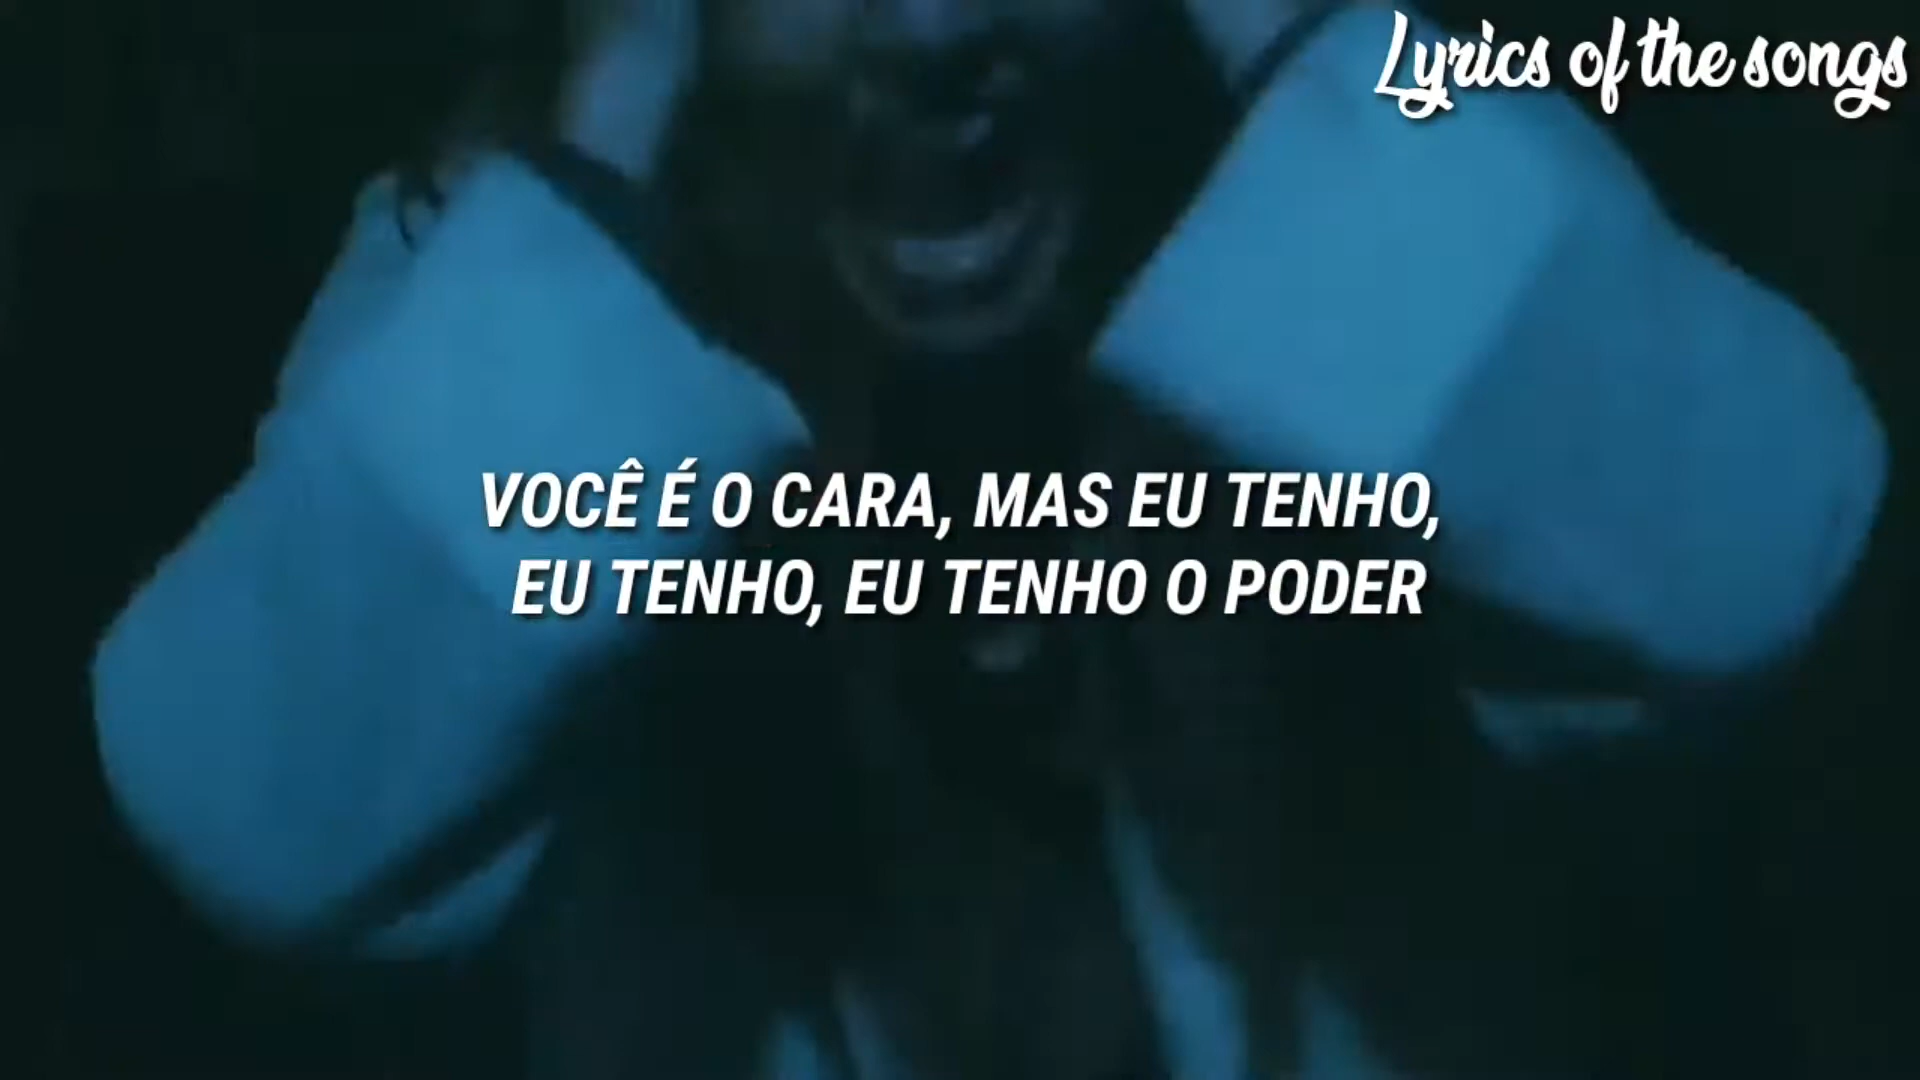 Lyrics of the songs
VOCÊ É O CARA, MAS EU TENHO,
EU TENHO, EU TENHO O PODER